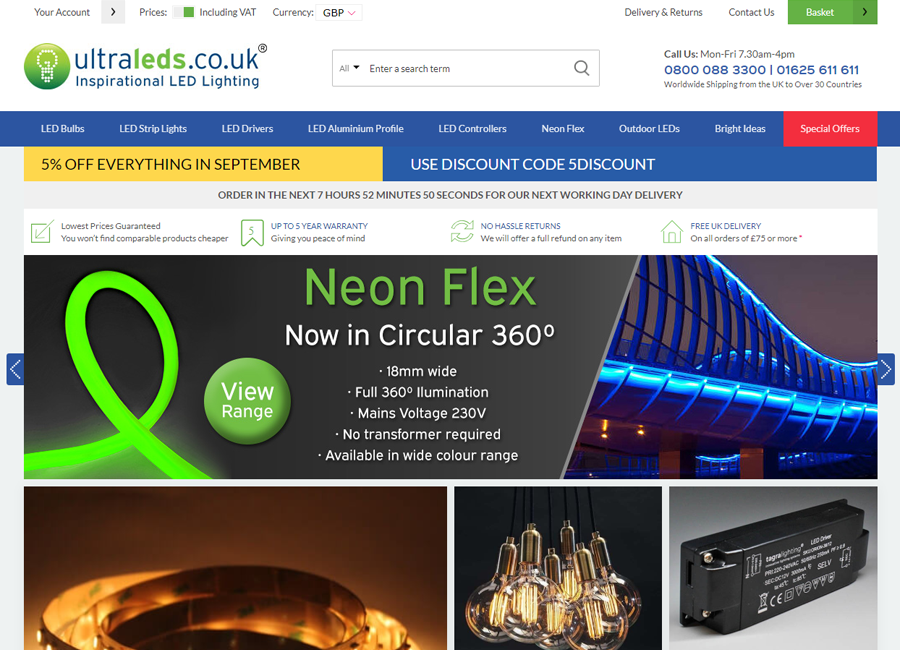 Your Account
Prices:
Including VAT
Currency:
GBP
Delivery & Returns
Contact Us
Basket
ultraleds.co.uk®
Inspirational LED Lighting
All
Enter a search term
Call Us: Mon-Fri 7.30am-4pm
0800 088 3300 | 01625 611 611
Worldwide Shipping from the UK to Over 30 Countries
LED Bulbs
LED Strip Lights
LED Drivers
LED Aluminium Profile
LED Controllers
Neon Flex
Outdoor LEDs
Bright Ideas
Special Offers
5% OFF EVERYTHING IN SEPTEMBER
USE DISCOUNT CODE 5DISCOUNT
ORDER IN THE NEXT 7 HOURS 52 MINUTES 50 SECONDS FOR OUR NEXT WORKING DAY DELIVERY
Lowest Prices Guaranteed
You won't find comparable products cheaper
5
UP TO 5 YEAR WARRANTY
Giving you peace of mind
NO HASSLE RETURNS
We will offer a full refund on any item
FREE UK DELIVERY
On all orders of £75 or more *
Neon Flex
Now in Circular 360º
· 18mm wide
· Full 360º Ilumination
· Mains Voltage 230V
· No transformer required
· Available in wide colour range
View
Range
tagralighting®
LED Driver
SELV